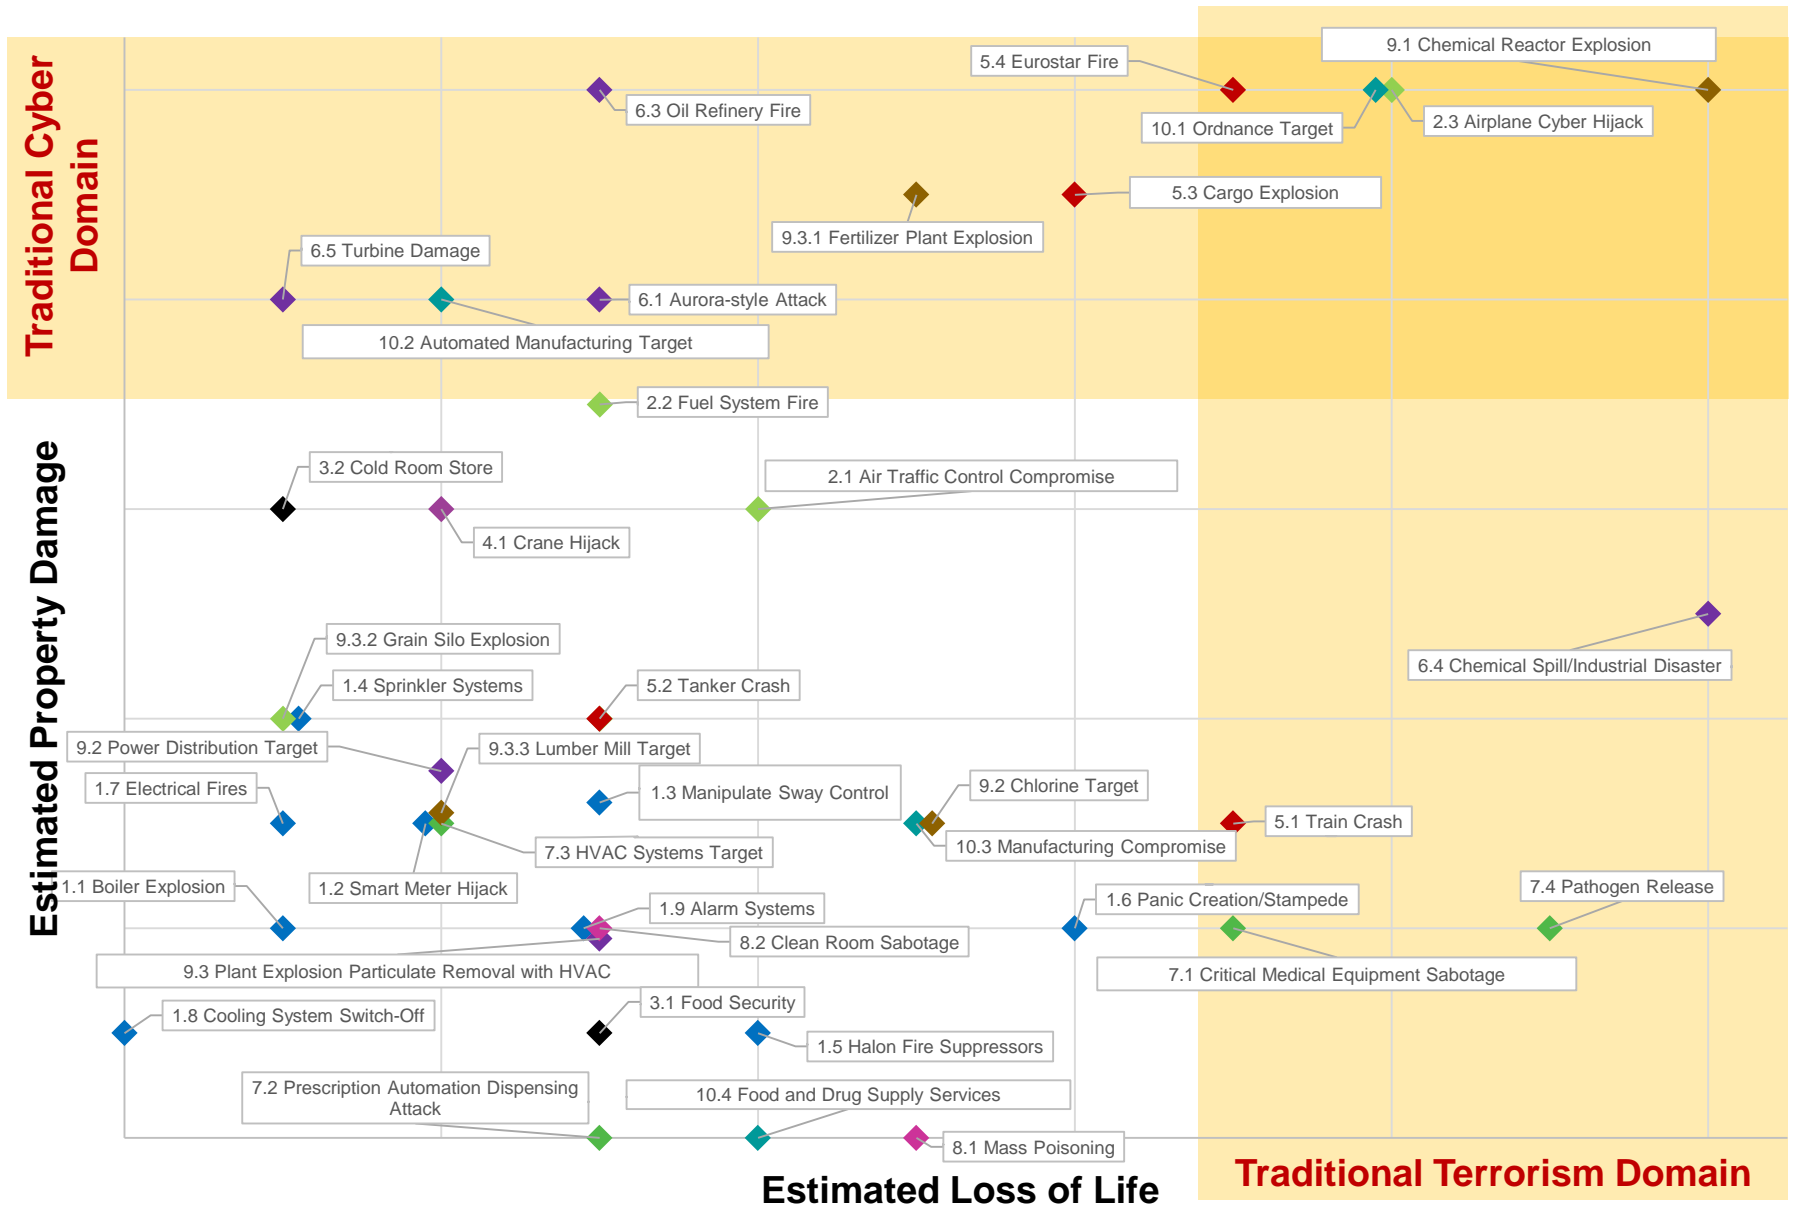 Traditional Cyber
Domain
9.1 Chemical Reactor Explosion
5.4 Eurostar Fire
6.3 Oil Refinery Fire
10.1 Ordnance Target
2.3 Airplane Cyber Hijack
5.3 Cargo Explosion
9.3.1 Fertilizer Plant Explosion
6.5 Turbine Damage
6.1 Aurora-style Attack
10.2 Automated Manufacturing Target
2.2 Fuel System Fire
Estimated Property Damage
3.2 Cold Room Store
2.1 Air Traffic Control Compromise
4.1 Crane Hijack
9.3.2 Grain Silo Explosion
6.4 Chemical Spill/Industrial Disaster
1.4 Sprinkler Systems
5.2 Tanker Crash
9.2 Power Distribution Target
9.3.3 Lumber Mill Target
1.7 Electrical Fires
1.3 Manipulate Sway Control
9.2 Chlorine Target
5.1 Train Crash
7.3 HVAC Systems Target
10.3 Manufacturing Compromise
1.1 Boiler Explosion
1.2 Smart Meter Hijack
7.4 Pathogen Release
1.6 Panic Creation/Stampede
1.9 Alarm Systems
8.2 Clean Room Sabotage
9.3 Plant Explosion Particulate Removal with HVAC
7.1 Critical Medical Equipment Sabotage
3.1 Food Security
1.8 Cooling System Switch-Off
1.5 Halon Fire Suppressors
7.2 Prescription Automation Dispensing
Attack
10.4 Food and Drug Supply Services
8.1 Mass Poisoning
Traditional Terrorism Domain
Estimated Loss of Life